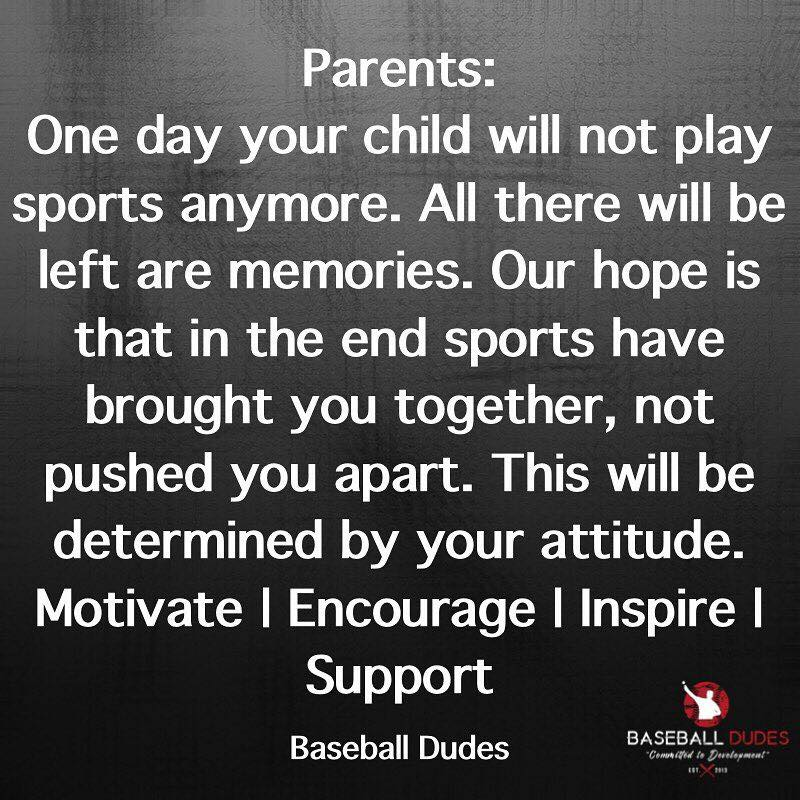 Parents:
One day your child will not play
sports anymore. All there will be
left are memories. Our hope is
that in the end sports have
brought you together, not
pushed you apart. This will be
determined by your attitude.
Motivate | Encourage | Inspire |
Support
Baseball Dudes
BASEBALL DUDES
"Committed to Development"
EST. 2013